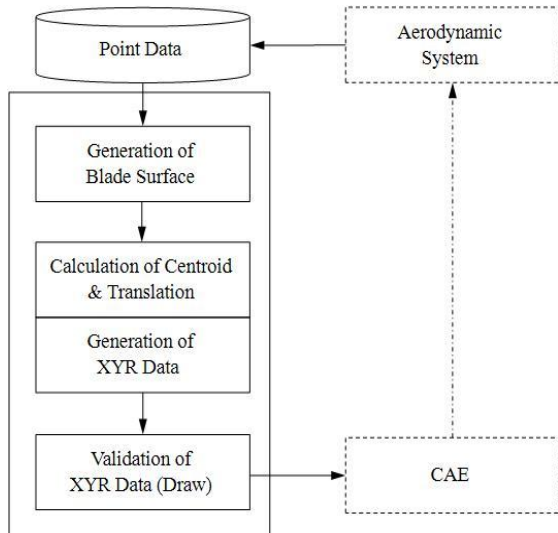 Point Data
Aerodynamic
System
Generation of
Blade Surface
Calculation of Centroid
& Translation
Generation of
XYR Data
Validation of
XYR Data (Draw)
CAE